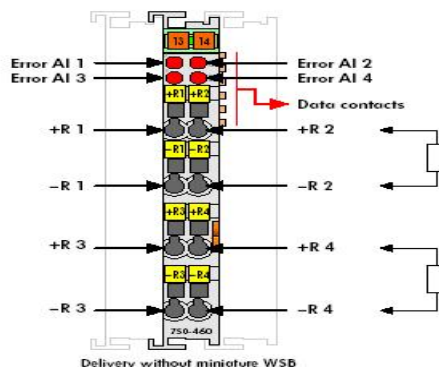 13 14
Error AI 1 Error AI 2
Error AI 3 Error AI 4
+R1 +R2
Data contacts
+R 1 +R 2
−R1 −R2
−R 1 −R 2
+R3 +R4
+R 3 +R 4
−R3 −R4
−R 3 −R 4
750-460
Delivery without miniature WSB